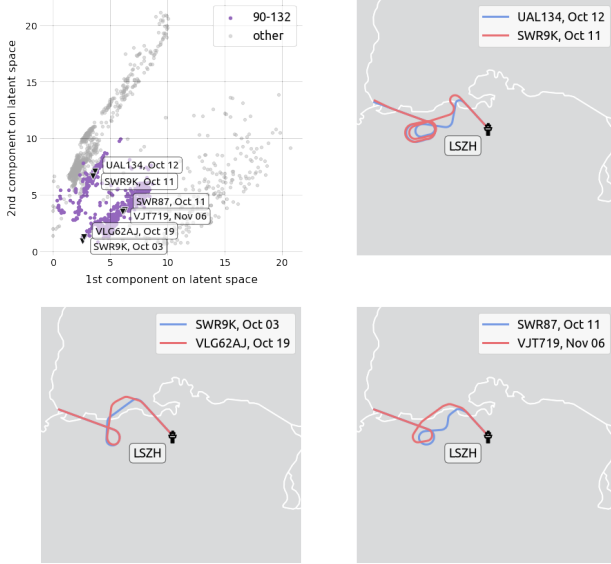 20
15
10
5
0
2nd component on latent space
90-132
other
UAL134, Oct 12
SWR9K, Oct 11
SWR87, Oct 11
VJT719, Nov 06
VLG62AJ, Oct 19
SWR9K, Oct 03
0
5
10
15
20
1st component on latent space
UAL134, Oct 12
SWR9K, Oct 11
LSZH
SWR9K, Oct 03
VLG62AJ, Oct 19
LSZH
SWR87, Oct 11
VJT719, Nov 06
LSZH